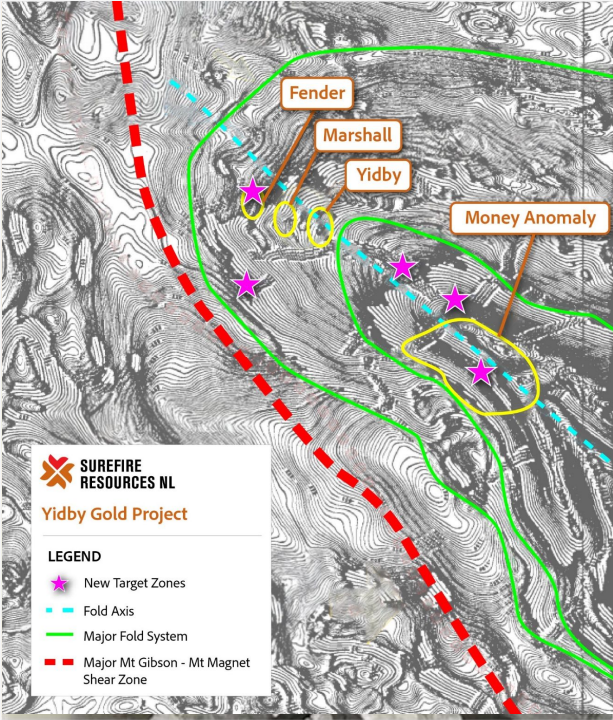 Fender
Marshall
Yidby
Money Anomaly
SUREFIRE
RESOURCES NL
Yidby Gold Project
LEGEND
New Target Zones
Fold Axis
Major Fold System
Major Mt Gibson - Mt Magnet
Shear Zone